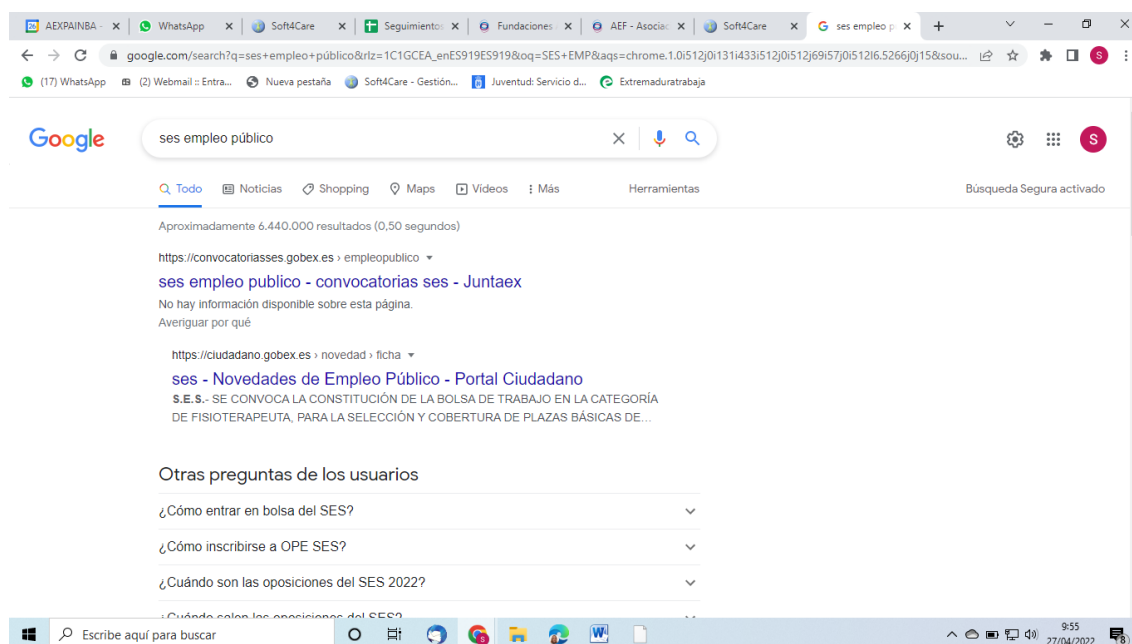 AEXPAINBA -
WhatsApp
Soft4Care
Seguimientos
Fundaciones
AEF - Asociac
Soft4Care
ses empleo p
google.com/search?q=ses+empleo+público&rlz=1C1GCEA_enES919ES919&oq=SES+EMP&aqs=chrome.1.0i512j0i131i433i512j0i512j69i57j0i512l6.5266j0j15&sou...
(17) WhatsApp
(2) Webmail :: Entra...
Nueva pestaña
Soft4Care - Gestión...
Juventud: Servicio d...
Extremaduratrabaja
Google
ses empleo público
S
Todo
Noticias
Shopping
Maps
Vídeos
Más
Herramientas
Búsqueda Segura activado
Aproximadamente 6.440.000 resultados (0,50 segundos)
https://convocatoriasses.gobex.es › empleopublico
ses empleo publico - convocatorias ses - Juntaex
No hay información disponible sobre esta página.
Averiguar por qué
https://ciudadano.gobex.es › novedad › ficha
ses - Novedades de Empleo Público - Portal Ciudadano
S.E.S.- SE CONVOCA LA CONSTITUCIÓN DE LA BOLSA DE TRABAJO EN LA CATEGORÍA
DE FISIOTERAPEUTA, PARA LA SELECCIÓN Y COBERTURA DE PLAZAS BÁSICAS DE...
Otras preguntas de los usuarios
¿Cómo entrar en bolsa del SES?
¿Cómo inscribirse a OPE SES?
¿Cuándo son las oposiciones del SES 2022?
¿Cuándo salen las oposiciones del SES?
Escribe aquí para buscar
9:55
27/04/2022